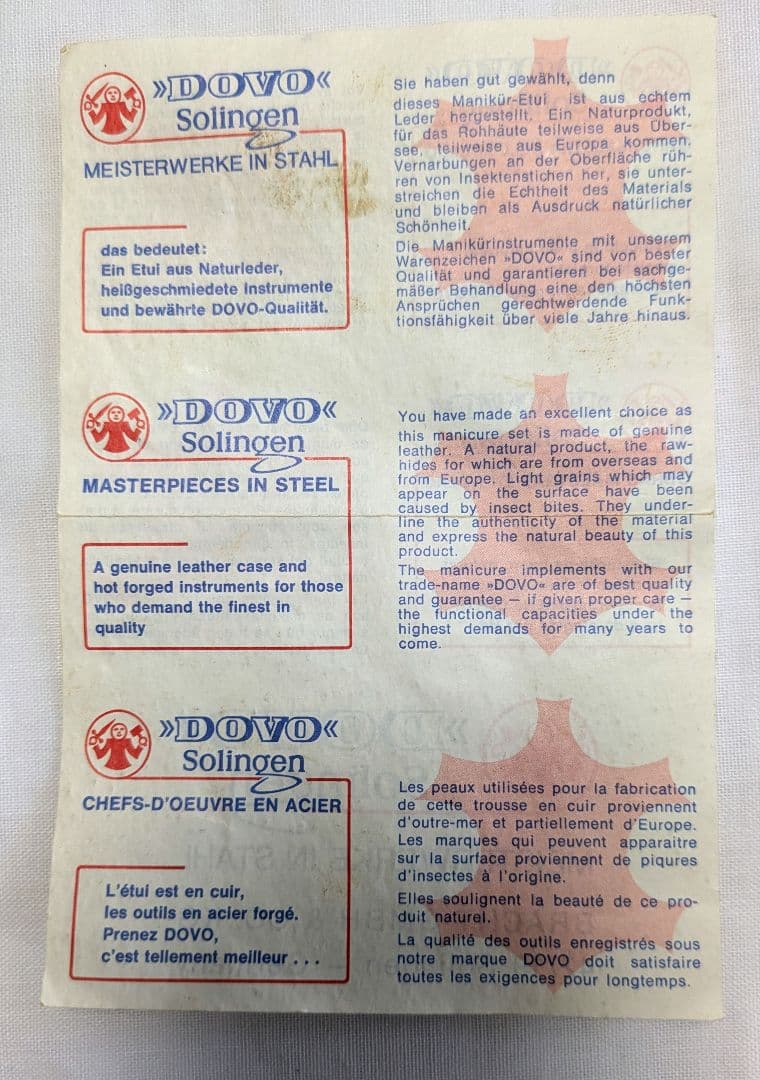 »DOVO«
Solingen
MEISTERWERKE IN STAHL
das bedeutet:
Ein Etui aus Naturleder,
heißgeschmiedete Instrumente
und bewährte DOVO-Qualität.
Sie haben gut gewählt, denn
dieses Manikür-Etui ist aus echtem
Leder hergestellt. Ein Naturprodukt,
für das Rohhäute teilweise aus Über-
see, teilweise aus Europa kommen.
Vernarbungen an der Oberfläche rüh-
ren von Insektenstichen her, sie unter-
streichen die Echtheit des Materials
und bleiben als Ausdruck natürlicher
Schönheit.
Die Manikürinstrumente mit unserem
Warenzeichen »DOVO« sind von bester
Qualität und garantieren bei sachge-
mäßer Behandlung eine den höchsten
Ansprüchen gerechtwerdende Funk-
tionsfähigkeit über viele Jahre hinaus.
»DOVO«
Solingen
MASTERPIECES IN STEEL
A genuine leather case and
hot forged instruments for those
who demand the finest in
quality
You have made an excellent choice as
this manicure set is made of genuine
leather. A natural product, the raw-
hides for which are from overseas and
from Europe. Light grains which may
appear on the surface have been
caused by insect bites. They under-
line the authenticity of the material
and express the natural beauty of this
product.
The manicure implements with our
trade-name »DOVO« are of best quality
and guarantee – if given proper care –
the functional capacities under the
highest demands for many years to
come.
»DOVO«
Solingen
CHEFS-D'OEUVRE EN ACIER
L'étui est en cuir,
les outils en acier forgé.
Prenez DOVO,
c'est tellement meilleur . . .
Les peaux utilisées pour la fabrication
de cette trousse en cuir proviennent
d'outre-mer et partiellement d'Europe.
Les marques qui peuvent apparaitre
sur la surface proviennent de piqures
d'insectes à l'origine.
Elles soulignent la beauté de ce pro-
duit naturel.
La qualité des outils enregistrés sous
notre marque DOVO doit satisfaire
toutes les exigences pour longtemps.